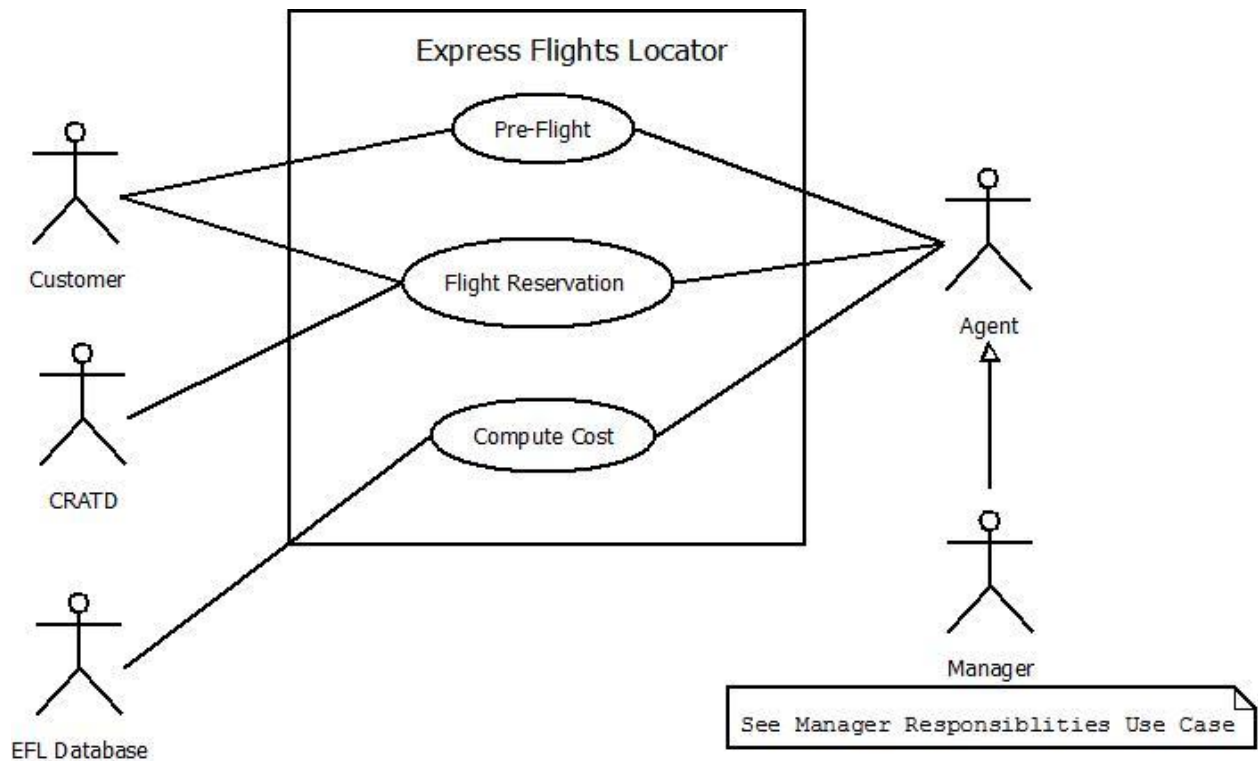 Express Flights Locator
Pre-Flight
Customer
Flight Reservation
Agent
CRATD
Compute Cost
Manager
See Manager Responsiblities Use Case
EFL Database